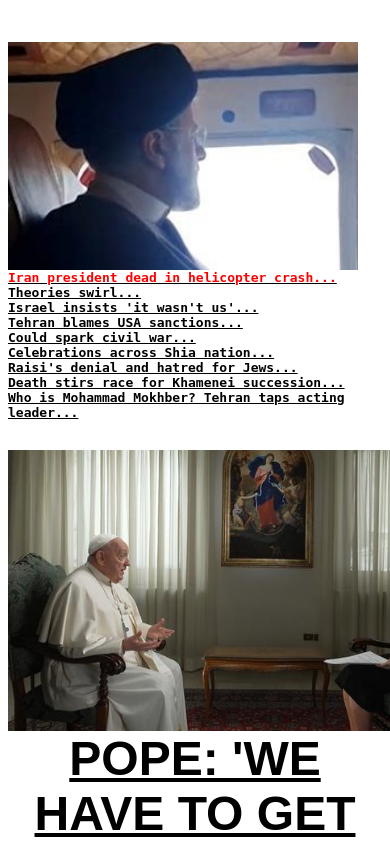 Iran president dead in helicopter crash...
Theories swirl...
Israel insists 'it wasn't us'...
Tehran blames USA sanctions...
Could spark civil war...
Celebrations across Shia nation...
Raisi's denial and hatred for Jews...
Death stirs race for Khamenei succession...
Who is Mohammad Mokhber? Tehran taps acting
leader...
POPE: 'WE
HAVE TO GET